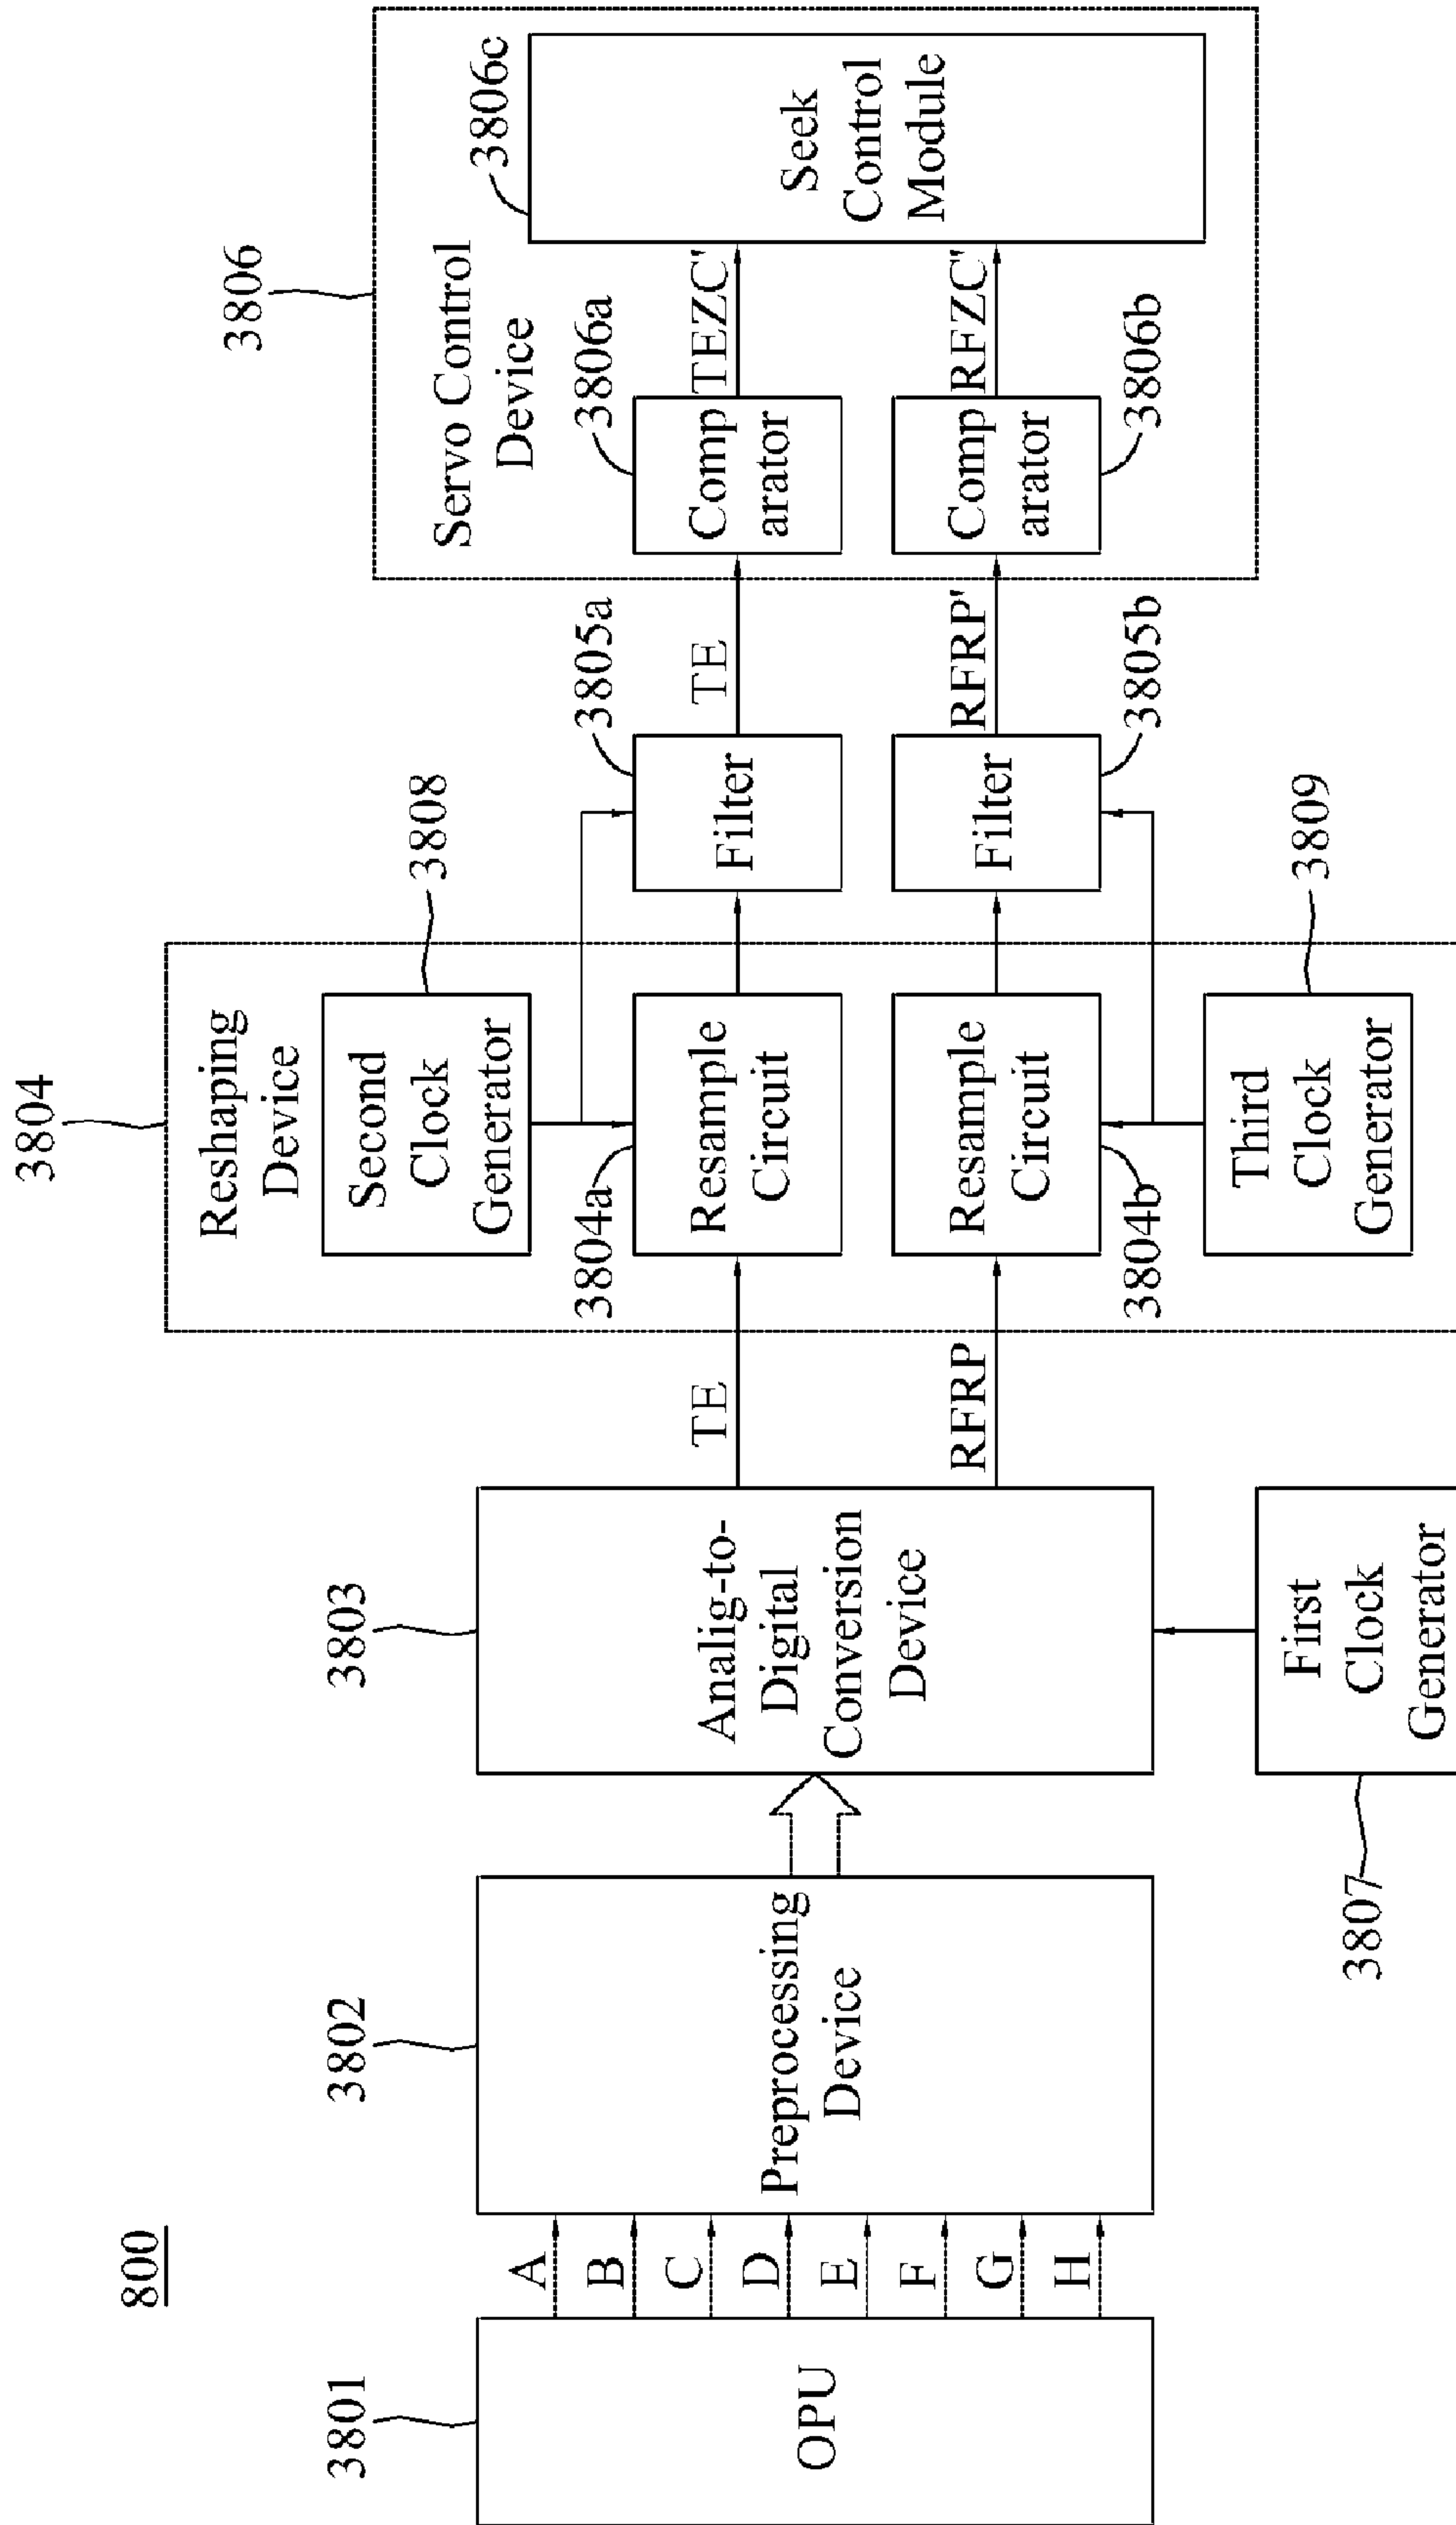 800
3801
OPU
A
B
C
D
E
F
G
H
3802
Preprocessing
Device
3803
Analig-to-
Digital
Conversion
Device
3807
First
Clock
Generator
TE
RFRP
3804
Reshaping
Device
Second
Clock
Generator
3808
3804a
Resample
Circuit
Resample
Circuit
3804b
Third
Clock
Generator
3809
3805a
Filter
Filter
3805b
TE
RFRP'
3806
Servo Control
Device
3806a
Comp
arator
Comp
arator
3806b
TEZC'
RFZC'
3806c
Seek
Control
Module